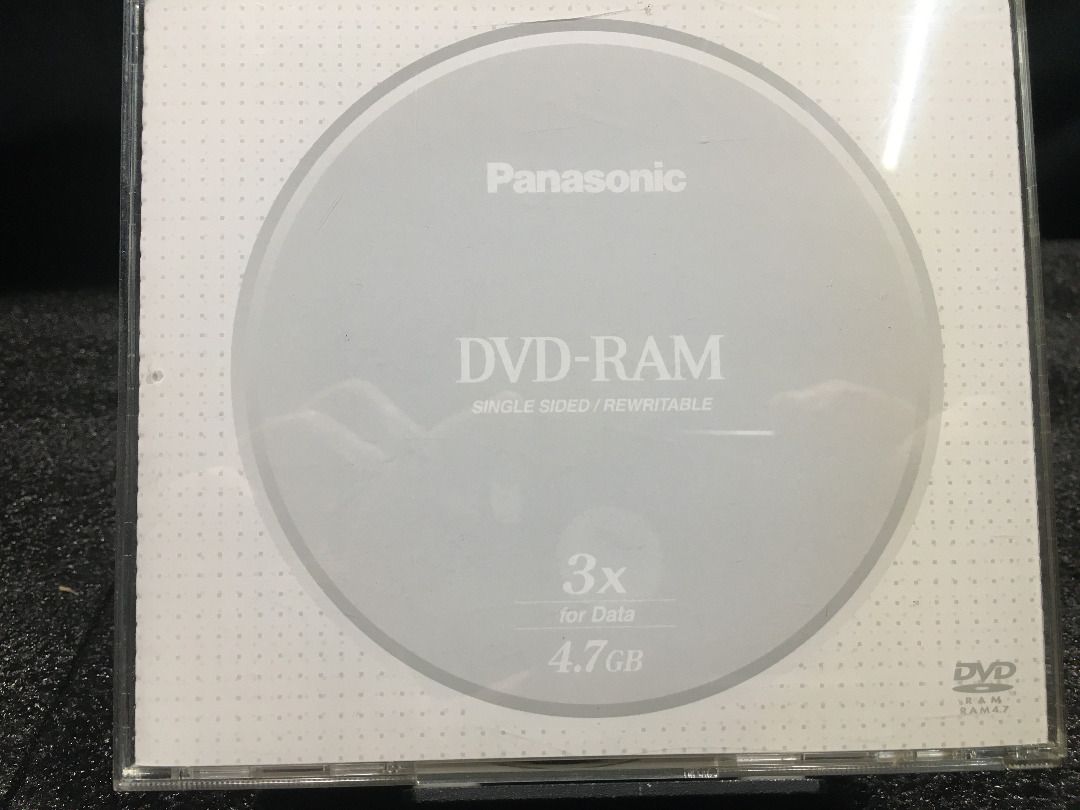 Panasonic
DVD-RAM
SINGLE SIDED / REWRITABLE
3x
for Data
4.7GB
DVD
RAM
RAM4.7